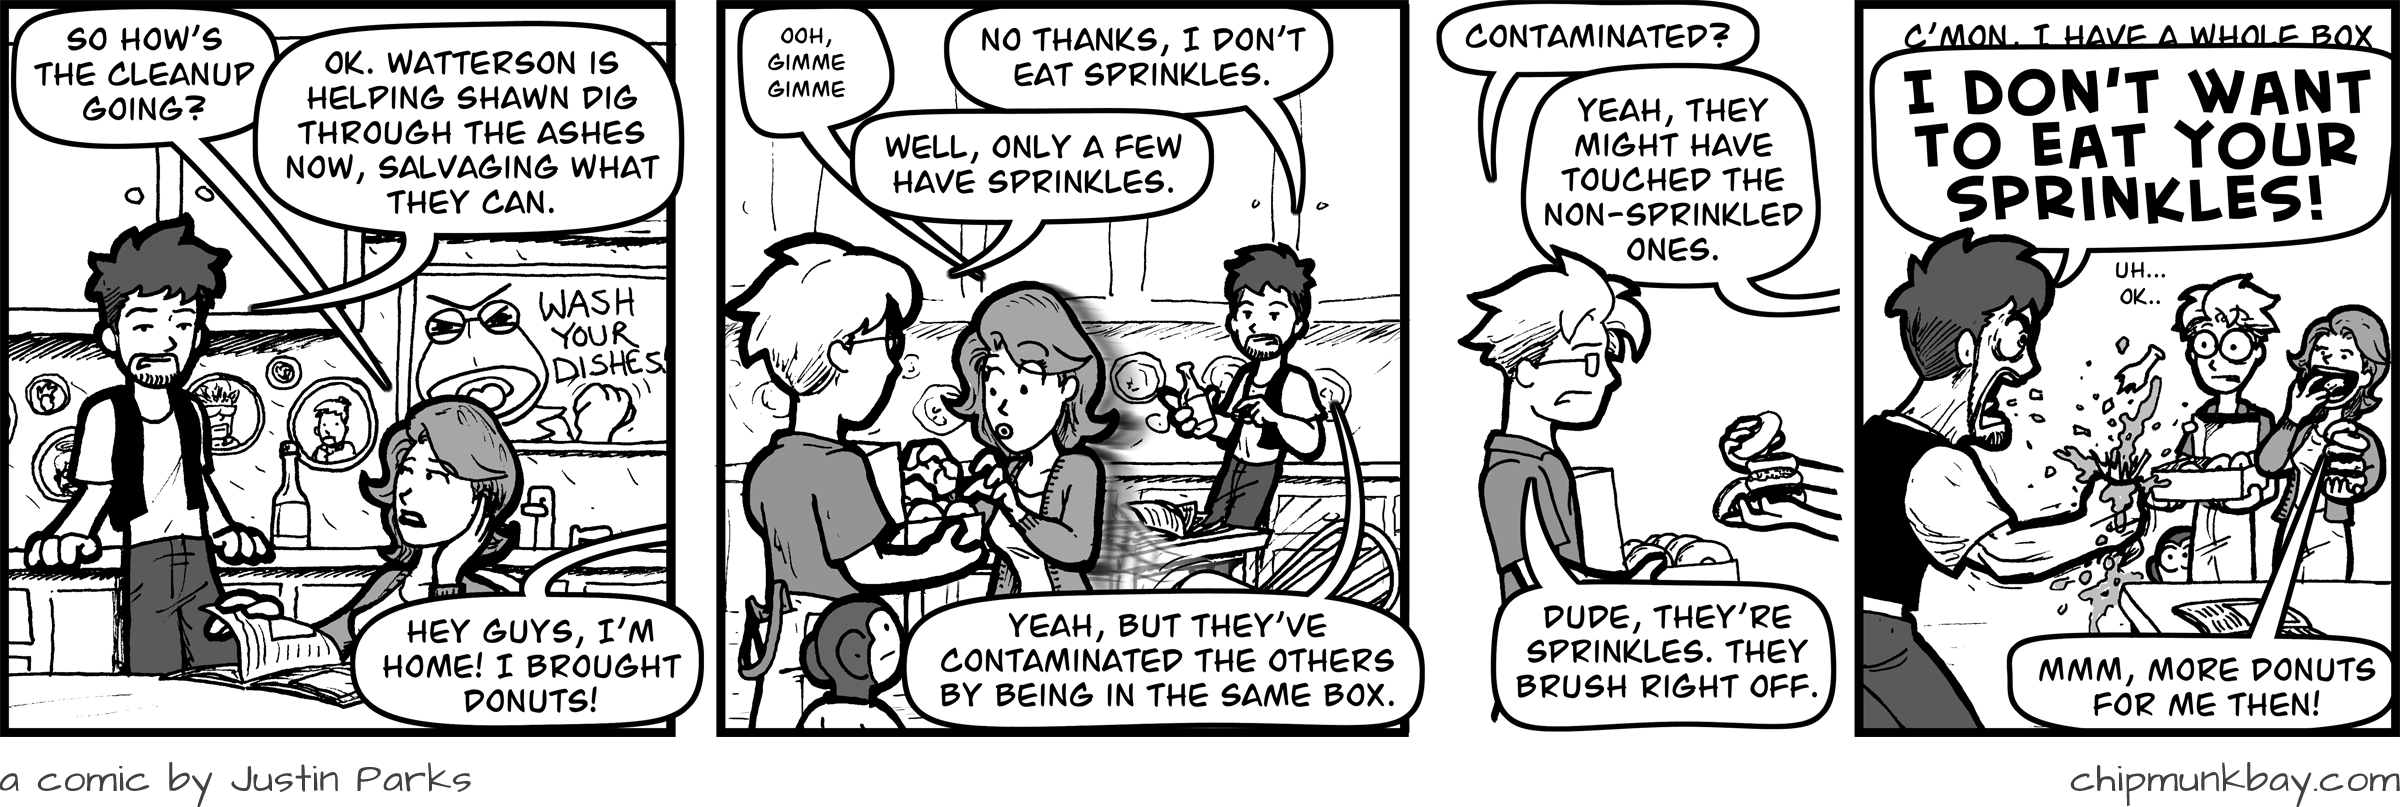 SO HOW'S
THE CLEANUP
GOING?
OK. WATTERSON IS
HELPING SHAWN DIG
THROUGH THE ASHES
NOW, SALVAGING WHAT
THEY CAN.
WASH
YOUR
DISHES!
HEY GUYS, I'M
HOME! I BROUGHT
DONUTS!
OOH,
GIMME
GIMME
NO THANKS, I DON'T
EAT SPRINKLES.
WELL, ONLY A FEW
HAVE SPRINKLES.
YEAH, BUT THEY'VE
CONTAMINATED THE OTHERS
BY BEING IN THE SAME BOX.
CONTAMINATED?
YEAH, THEY
MIGHT HAVE
TOUCHED THE
NON-SPRINKLED
ONES.
DUDE, THEY'RE
SPRINKLES. THEY
BRUSH RIGHT OFF.
C'MON, I HAVE A WHOLE BOX
I DON'T WANT
TO EAT YOUR
SPRINKLES!
UH...
OK..
MMM, MORE DONUTS
FOR ME THEN!
a comic by Justin Parks
chipmunkbay.com